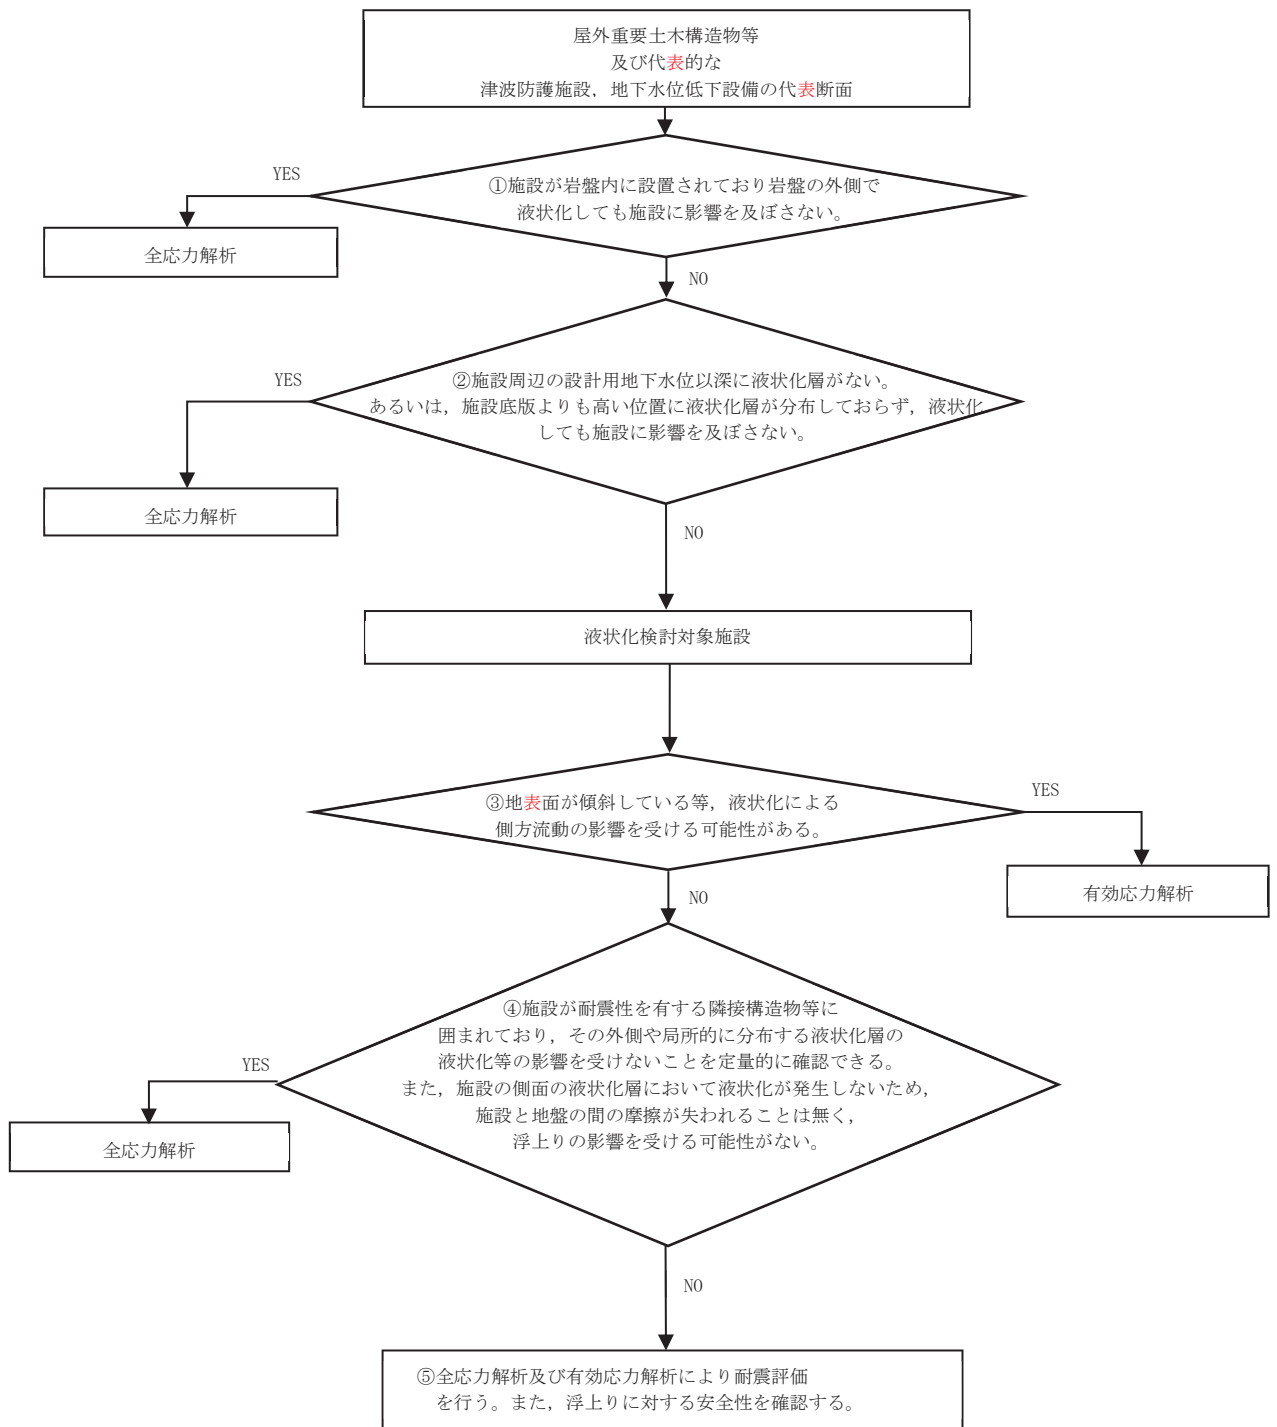 屋外重要土木構造物等
及び代表的な
津波防護施設，地下水位低下設備の代表断面
YES
①施設が岩盤内に設置されており岩盤の外側で
液状化しても施設に影響を及ぼさない。
全応力解析
NO
YES
②施設周辺の設計用地下水位以深に液状化層がない。
あるいは，施設底版よりも高い位置に液状化層が分布しておらず，液状化
しても施設に影響を及ぼさない。
全応力解析
NO
液状化検討対象施設
③地表面が傾斜している等，液状化による
側方流動の影響を受ける可能性がある。
YES
有効応力解析
NO
④施設が耐震性を有する隣接構造物等に
囲まれており，その外側や局所的に分布する液状化層の
液状化等の影響を受けないことを定量的に確認できる。
また，施設の側面の液状化層において液状化が発生しないため，
施設と地盤の間の摩擦が失われることは無く，
浮上りの影響を受ける可能性がない。
YES
全応力解析
NO
⑤全応力解析及び有効応力解析により耐震評価
を行う。また，浮上りに対する安全性を確認する。